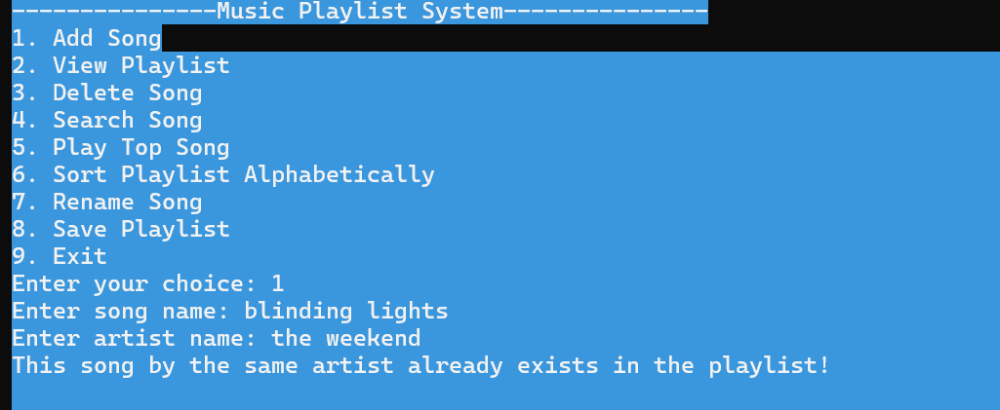 ---------------Music Playlist System---------------
1. Add Song
2. View Playlist
3. Delete Song
4. Search Song
5. Play Top Song
6. Sort Playlist Alphabetically
7. Rename Song
8. Save Playlist
9. Exit
Enter your choice: 1
Enter song name: blinding lights
Enter artist name: the weekend
This song by the same artist already exists in the playlist!